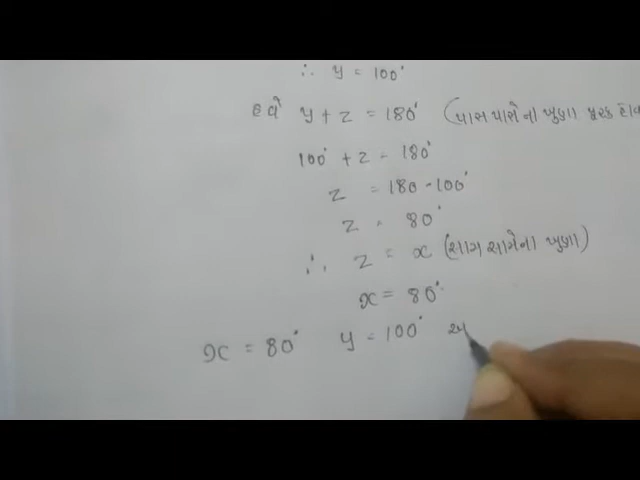 ∴ y = 100°
હવે y + z = 180° (પાસ પાસેના ખુણા પુરક
100° + z = 180°
z = 180 - 100°
z = 80°
∴ z = x (સામ સામેના ખુણા)
x = 80°
x = 80° y = 100°